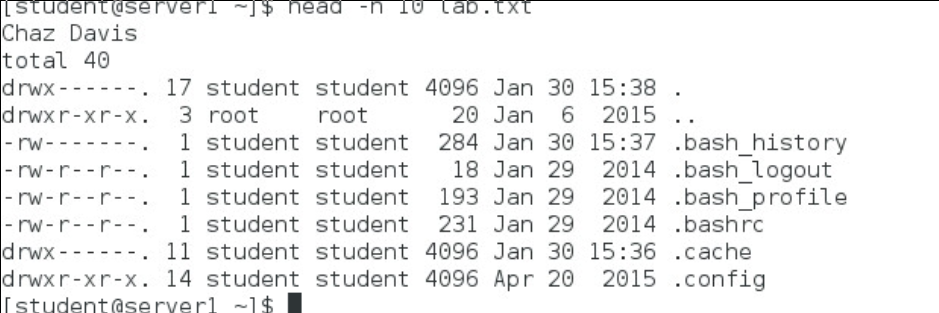 [student@server1 ~]$ head -n 10 lab.txt
Chaz Davis
total 40
drwx------. 17 student student 4096 Jan 30 15:38 .
drwxr-xr-x.  3 root    root      20 Jan  6  2015 ..
-rw-------.  1 student student  284 Jan 30 15:37 .bash_history
-rw-r--r--.  1 student student   18 Jan 29  2014 .bash_logout
-rw-r--r--.  1 student student  193 Jan 29  2014 .bash_profile
-rw-r--r--.  1 student student  231 Jan 29  2014 .bashrc
drwx------. 11 student student 4096 Jan 30 15:36 .cache
drwxr-xr-x. 14 student student 4096 Apr 20  2015 .config
[student@server1 ~]$